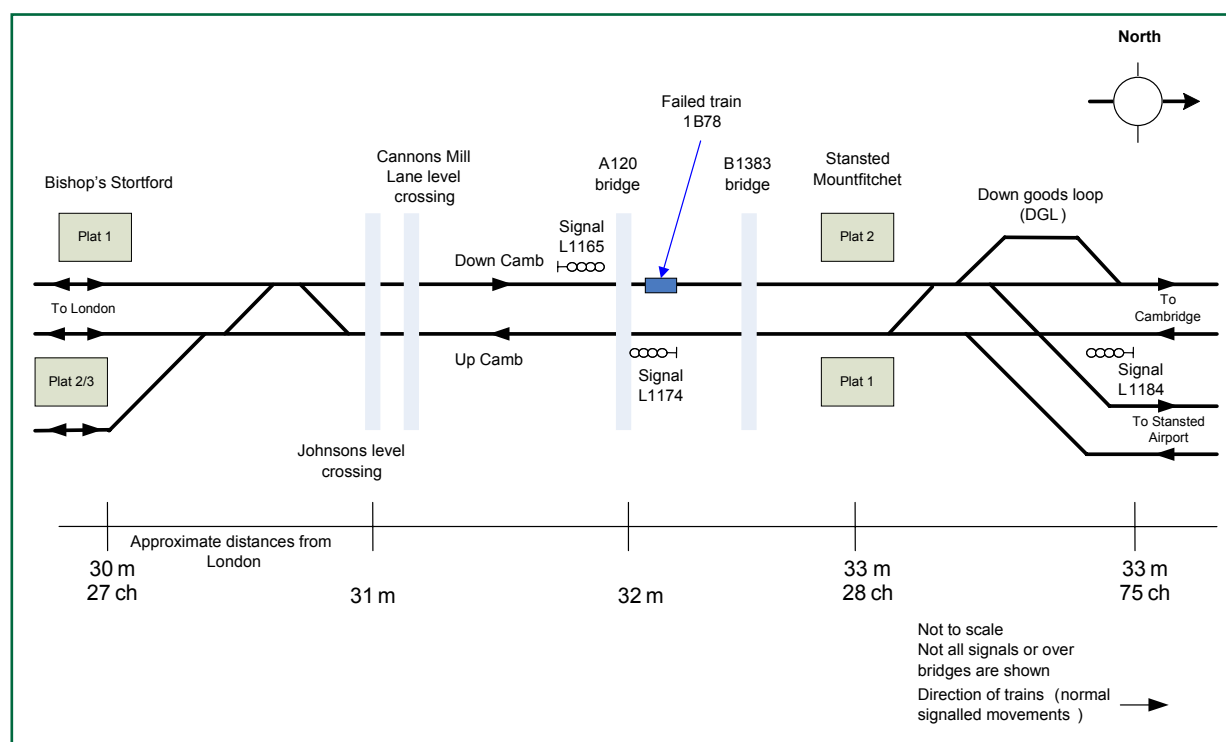 North
Failed train
1B78
Cannons Mill
Lane level
crossing
A120
bridge
B1383
bridge
Stansted
Mountfitchet
Bishop's Stortford
Down goods loop
(DGL)
Plat 1
Signal
L1165
Plat 2
Down Camb
To London
To
Cambridge
Up Camb
Plat 2/3
Signal
L1174
Plat 1
Signal
L1184
To Stansted
Airport
Johnsons level
crossing
Approximate distances from
London
30 m
27 ch
31 m
32 m
33 m
28 ch
33 m
75 ch
Not to scale
Not all signals or over
bridges are shown
Direction of trains (normal
signalled movements )